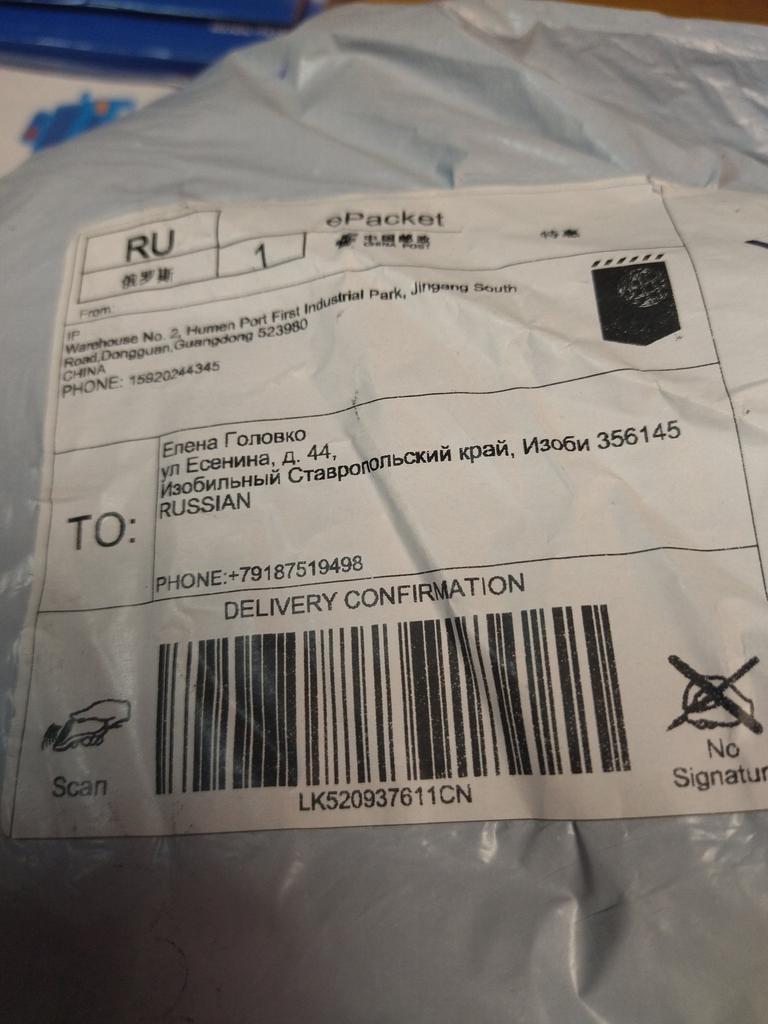 ePacket
RU
1
中国邮政
CHINA POST
特惠
俄罗斯
From:
IP
Warehouse No. 2, Humen Port First Industrial Park, Jingang South
Road,Dongguan,Guangdong 523980
CHINA
PHONE: 15920244345
Елена Головко
ул Есенина, д. 44,
Изобильный Ставропольский край, Изоби 356145
RUSSIAN
TO:
PHONE:+79187519498
DELIVERY CONFIRMATION
Scan
LK520937611CN
No
Signatur